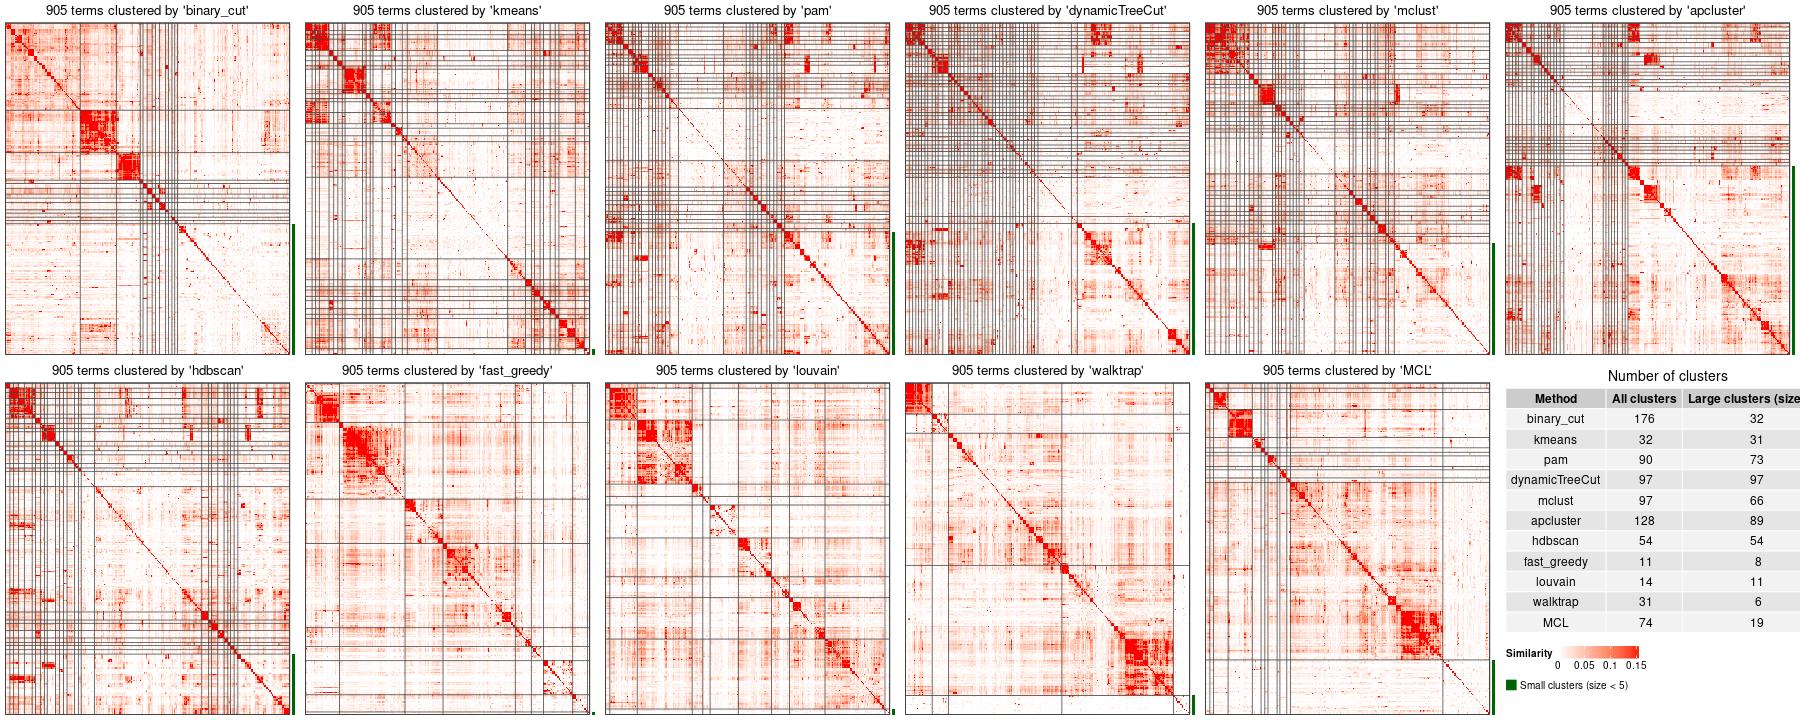 905 terms clustered by 'binary_cut'
905 terms clustered by 'kmeans'
905 terms clustered by 'pam'
905 terms clustered by 'dynamicTreeCut'
905 terms clustered by 'mclust'
905 terms clustered by 'apcluster'
905 terms clustered by 'hdbscan'
905 terms clustered by 'fast_greedy'
905 terms clustered by 'louvain'
905 terms clustered by 'walktrap'
905 terms clustered by 'MCL'
Number of clusters
Method All clusters Large clusters (size
binary_cut 176 32
kmeans 32 31
pam 90 73
dynamicTreeCut 97 97
mclust 97 66
apcluster 128 89
hdbscan 54 54
fast_greedy 11 8
louvain 14 11
walktrap 31 6
MCL 74 19
Similarity
0 0.05 0.1 0.15
Small clusters (size < 5)